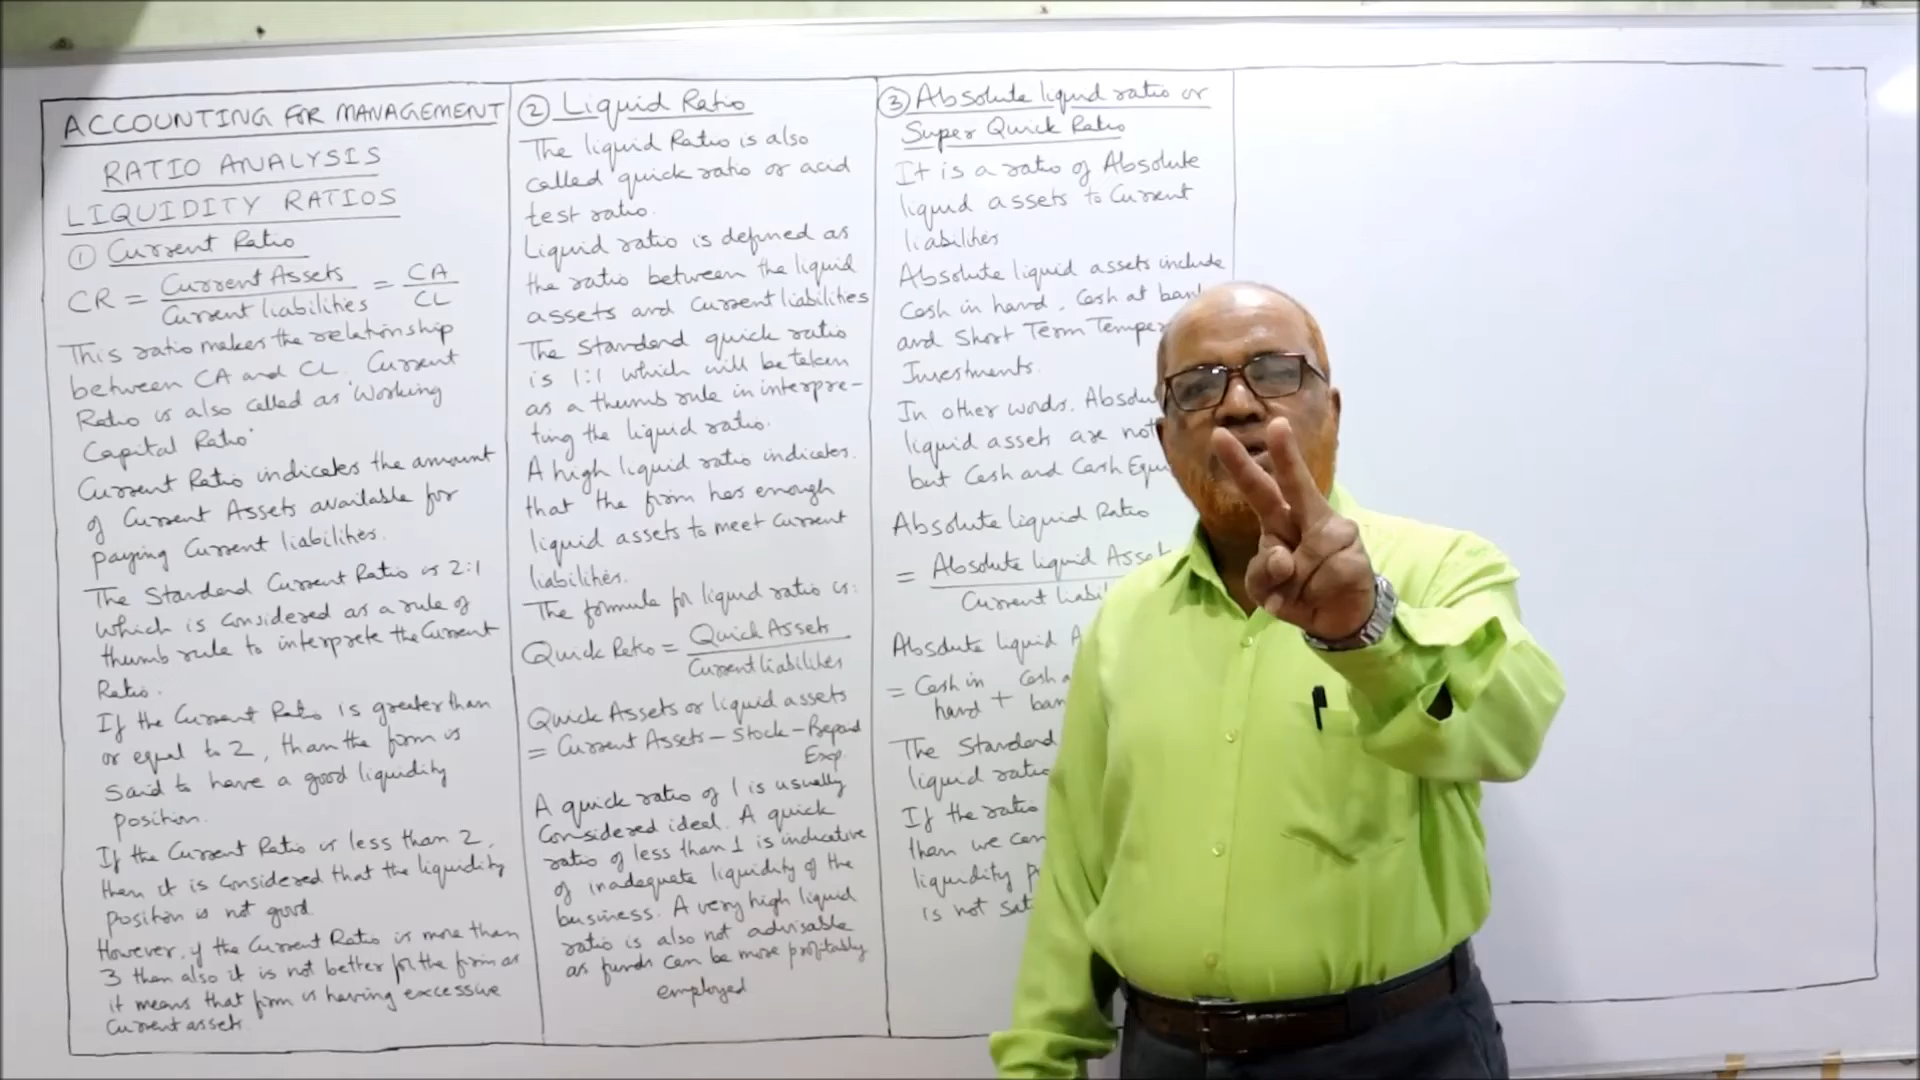 ACCOUNTING FOR MANAGEMENT
RATIO ANALYSIS
LIQUIDITY RATIOS
① Current Ratio
CR = Current Assets / Current liabilities = CA / CL
This ratio makes the relationship
between CA and CL. Current
Ratio is also called as 'Working
Capital Ratio'
Current Ratio indicates the amount
of Current Assets available for
paying Current liabilities.
The Standard Current Ratio is 2:1
which is considered as a rule of
thumb rule to interprete the Current
Ratio.
If the Current Ratio is greater than
or equal to 2, than the firm is
said to have a good liquidity
position.
If the Current Ratio is less than 2,
then it is considered that the liquidity
position is not good.
However, if the Current Ratio is more than
3 then also it is not better for the firm as
it means that firm is having excessive
Current assets
② Liquid Ratio
The liquid Ratio is also
called quick ratio or acid
test ratio.
Liquid ratio is defined as
the ratio between the liquid
assets and Current liabilities
The Standard quick ratio
is 1:1 which will be taken
as a thumb rule in interpre-
ting the liquid ratio.
A high liquid ratio indicates.
that the firm has enough
liquid assets to meet Current
liabilities.
The formula for liquid ratio is:
Quick Ratio = Quick Assets / Current liabilities
Quick Assets or liquid assets
= Current Assets - Stock - Prepaid
Exp.
A quick ratio of 1 is usually
Considered ideal. A quick
ratio of less than 1 is indicative
of inadequate liquidity of the
business. A very high liquid
ratio is also not advisable
as funds can be more profitably
employed
③ Absolute liquid ratio or
Super Quick Ratio
It is a ratio of Absolute
liquid assets to Current
liabilities
Absolute liquid assets include
Cash in hand, Cash at bank
and Short Term Temper
Investments.
In other words, Absolu
liquid assets are not
but Cash and Cash Equi
Absolute liquid Ratio
= Absolute liquid Asset / Current liabil
Absolute liquid A
= Cash in hand + Cash a ban
The Standard
liquid ratio
If the ratio
than we can
liquidity p
is not sat